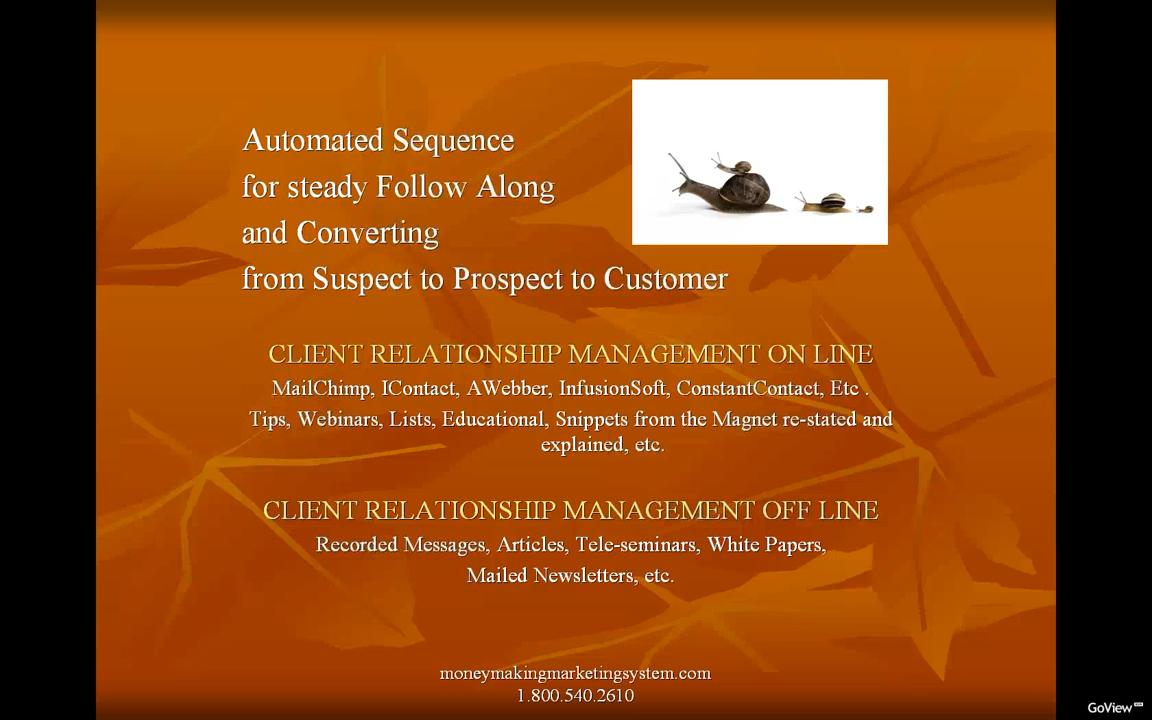 Automated Sequence
for steady Follow Along
and Converting
from Suspect to Prospect to Customer
CLIENT RELATIONSHIP MANAGEMENT ON LINE
MailChimp, IContact, AWebber, InfusionSoft, ConstantContact, Etc .
Tips, Webinars, Lists, Educational, Snippets from the Magnet re-stated and
explained, etc.
CLIENT RELATIONSHIP MANAGEMENT OFF LINE
Recorded Messages, Articles, Tele-seminars, White Papers,
Mailed Newsletters, etc.
moneymakingmarketingsystem.com
1.800.540.2610
GoView